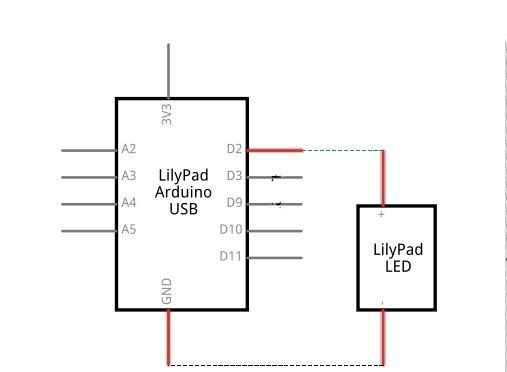 3V3
A2
A3
A4
A5
LilyPad
Arduino
USB
D2
D3
D9
D10
D11
GND
+
LilyPad
LED
-